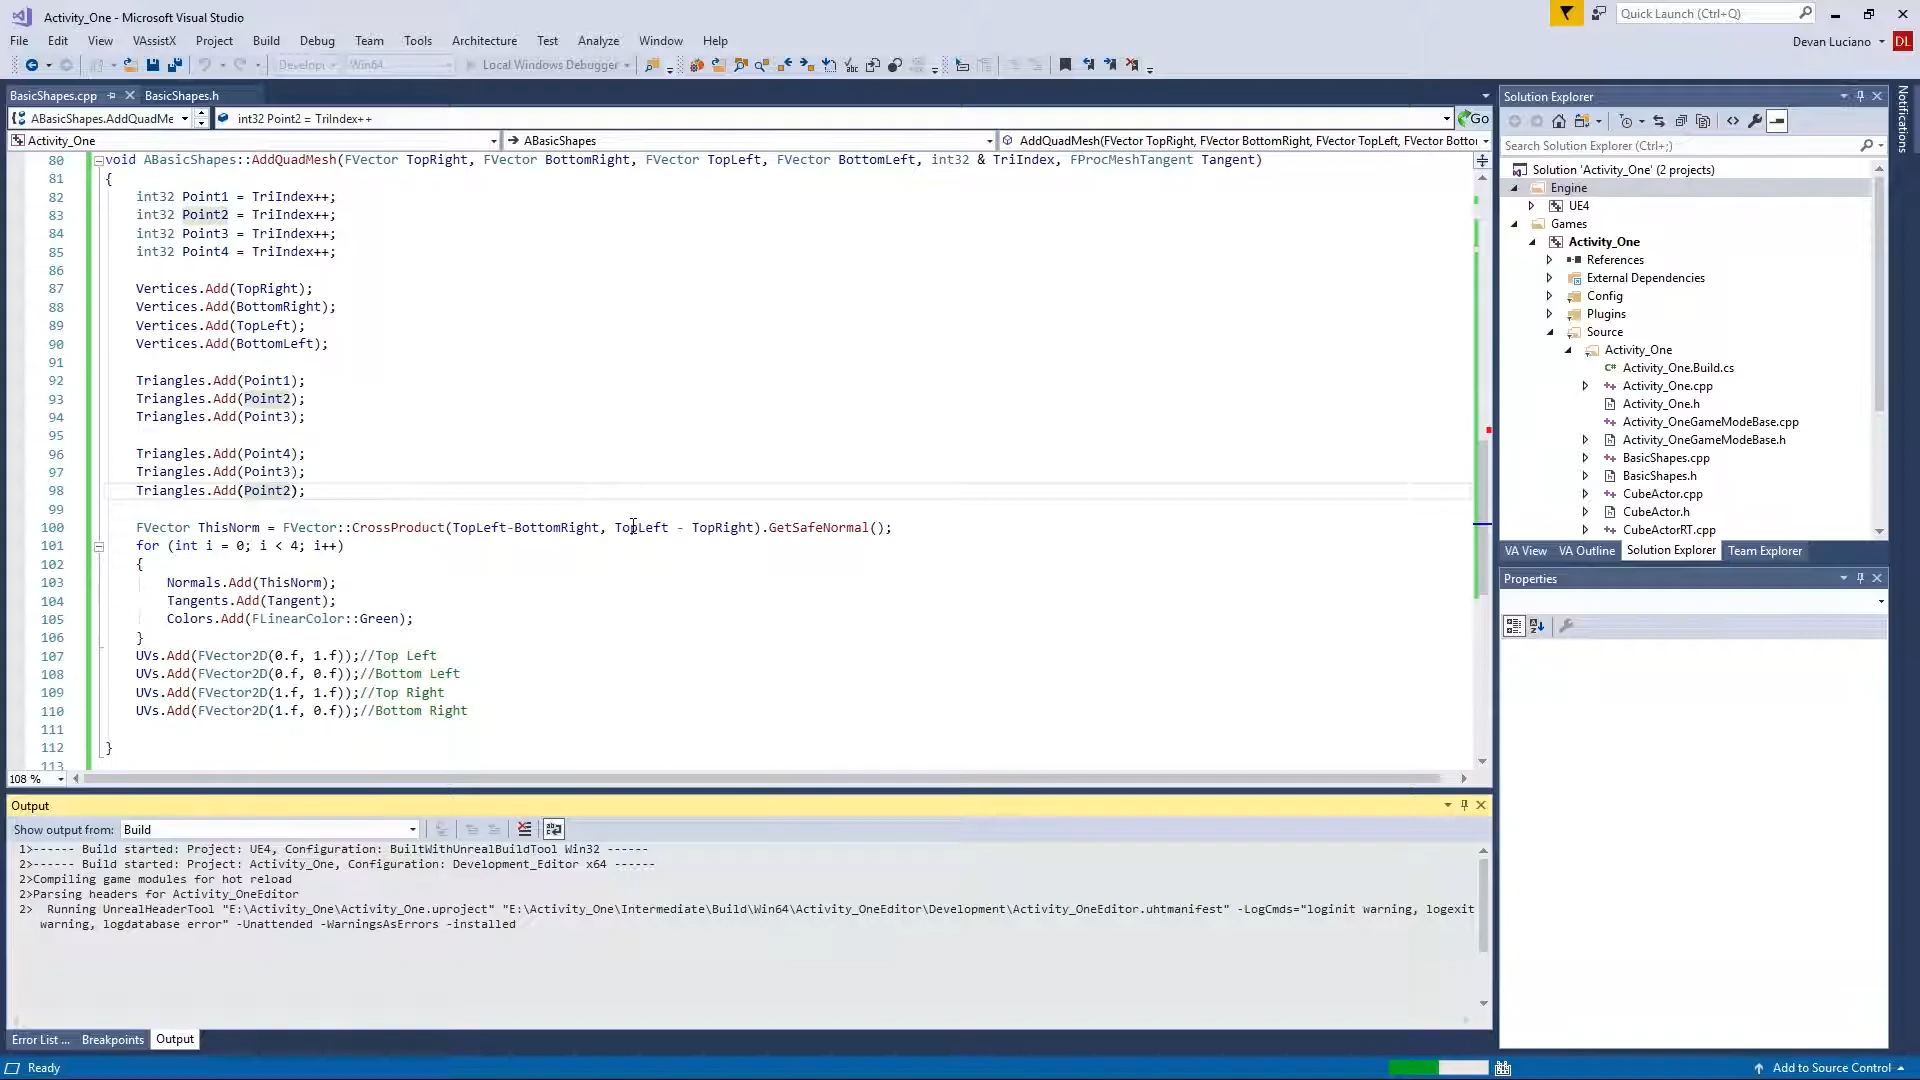 Activity_One - Microsoft Visual Studio
Quick Launch (Ctrl+Q)
File Edit View VAssistX Project Build Debug Team Tools Architecture Test Analyze Window Help
Devan Luciano DL
Develop Win64 Local Windows Debugger
BasicShapes.cpp BasicShapes.h
ABasicShapes.AddQuadMe int32 Point2 = TriIndex++ Go
Activity_One ABasicShapes AddQuadMesh(FVector TopRight, FVector BottomRight, FVector TopLeft, FVector Bottor
80 void ABasicShapes::AddQuadMesh(FVector TopRight, FVector BottomRight, FVector TopLeft, FVector BottomLeft, int32 & TriIndex, FProcMeshTangent Tangent)
81 {
82 int32 Point1 = TriIndex++;
83 int32 Point2 = TriIndex++;
84 int32 Point3 = TriIndex++;
85 int32 Point4 = TriIndex++;
86
87 Vertices.Add(TopRight);
88 Vertices.Add(BottomRight);
89 Vertices.Add(TopLeft);
90 Vertices.Add(BottomLeft);
91
92 Triangles.Add(Point1);
93 Triangles.Add(Point2);
94 Triangles.Add(Point3);
95
96 Triangles.Add(Point4);
97 Triangles.Add(Point3);
98 Triangles.Add(Point2);
99
100 FVector ThisNorm = FVector::CrossProduct(TopLeft-BottomRight, TopLeft - TopRight).GetSafeNormal();
101 for (int i = 0; i < 4; i++)
102 {
103 Normals.Add(ThisNorm);
104 Tangents.Add(Tangent);
105 Colors.Add(FLinearColor::Green);
106 }
107 UVs.Add(FVector2D(0.f, 1.f));//Top Left
108 UVs.Add(FVector2D(0.f, 0.f));//Bottom Left
109 UVs.Add(FVector2D(1.f, 1.f));//Top Right
110 UVs.Add(FVector2D(1.f, 0.f));//Bottom Right
111
112 }
113
108 %
Output
Show output from: Build
1>------ Build started: Project: UE4, Configuration: BuiltWithUnrealBuildTool Win32 ------
2>------ Build started: Project: Activity_One, Configuration: Development_Editor x64 ------
2>Compiling game modules for hot reload
2>Parsing headers for Activity_OneEditor
2> Running UnrealHeaderTool "E:\Activity_One\Activity_One.uproject" "E:\Activity_One\Intermediate\Build\Win64\Activity_OneEditor\Development\Activity_OneEditor.uhtmanifest" -LogCmds="loginit warning, logexit
warning, logdatabase error" -Unattended -WarningsAsErrors -installed
Error List ... Breakpoints Output
Ready
Solution Explorer
Search Solution Explorer (Ctrl+;)
Solution 'Activity_One' (2 projects)
Engine
UE4
Games
Activity_One
References
External Dependencies
Config
Plugins
Source
Activity_One
Activity_One.Build.cs
Activity_One.cpp
Activity_One.h
Activity_OneGameModeBase.cpp
Activity_OneGameModeBase.h
BasicShapes.cpp
BasicShapes.h
CubeActor.cpp
CubeActor.h
CubeActorRT.cpp
VA View VA Outline Solution Explorer Team Explorer
Properties
Notifications
Add to Source Control